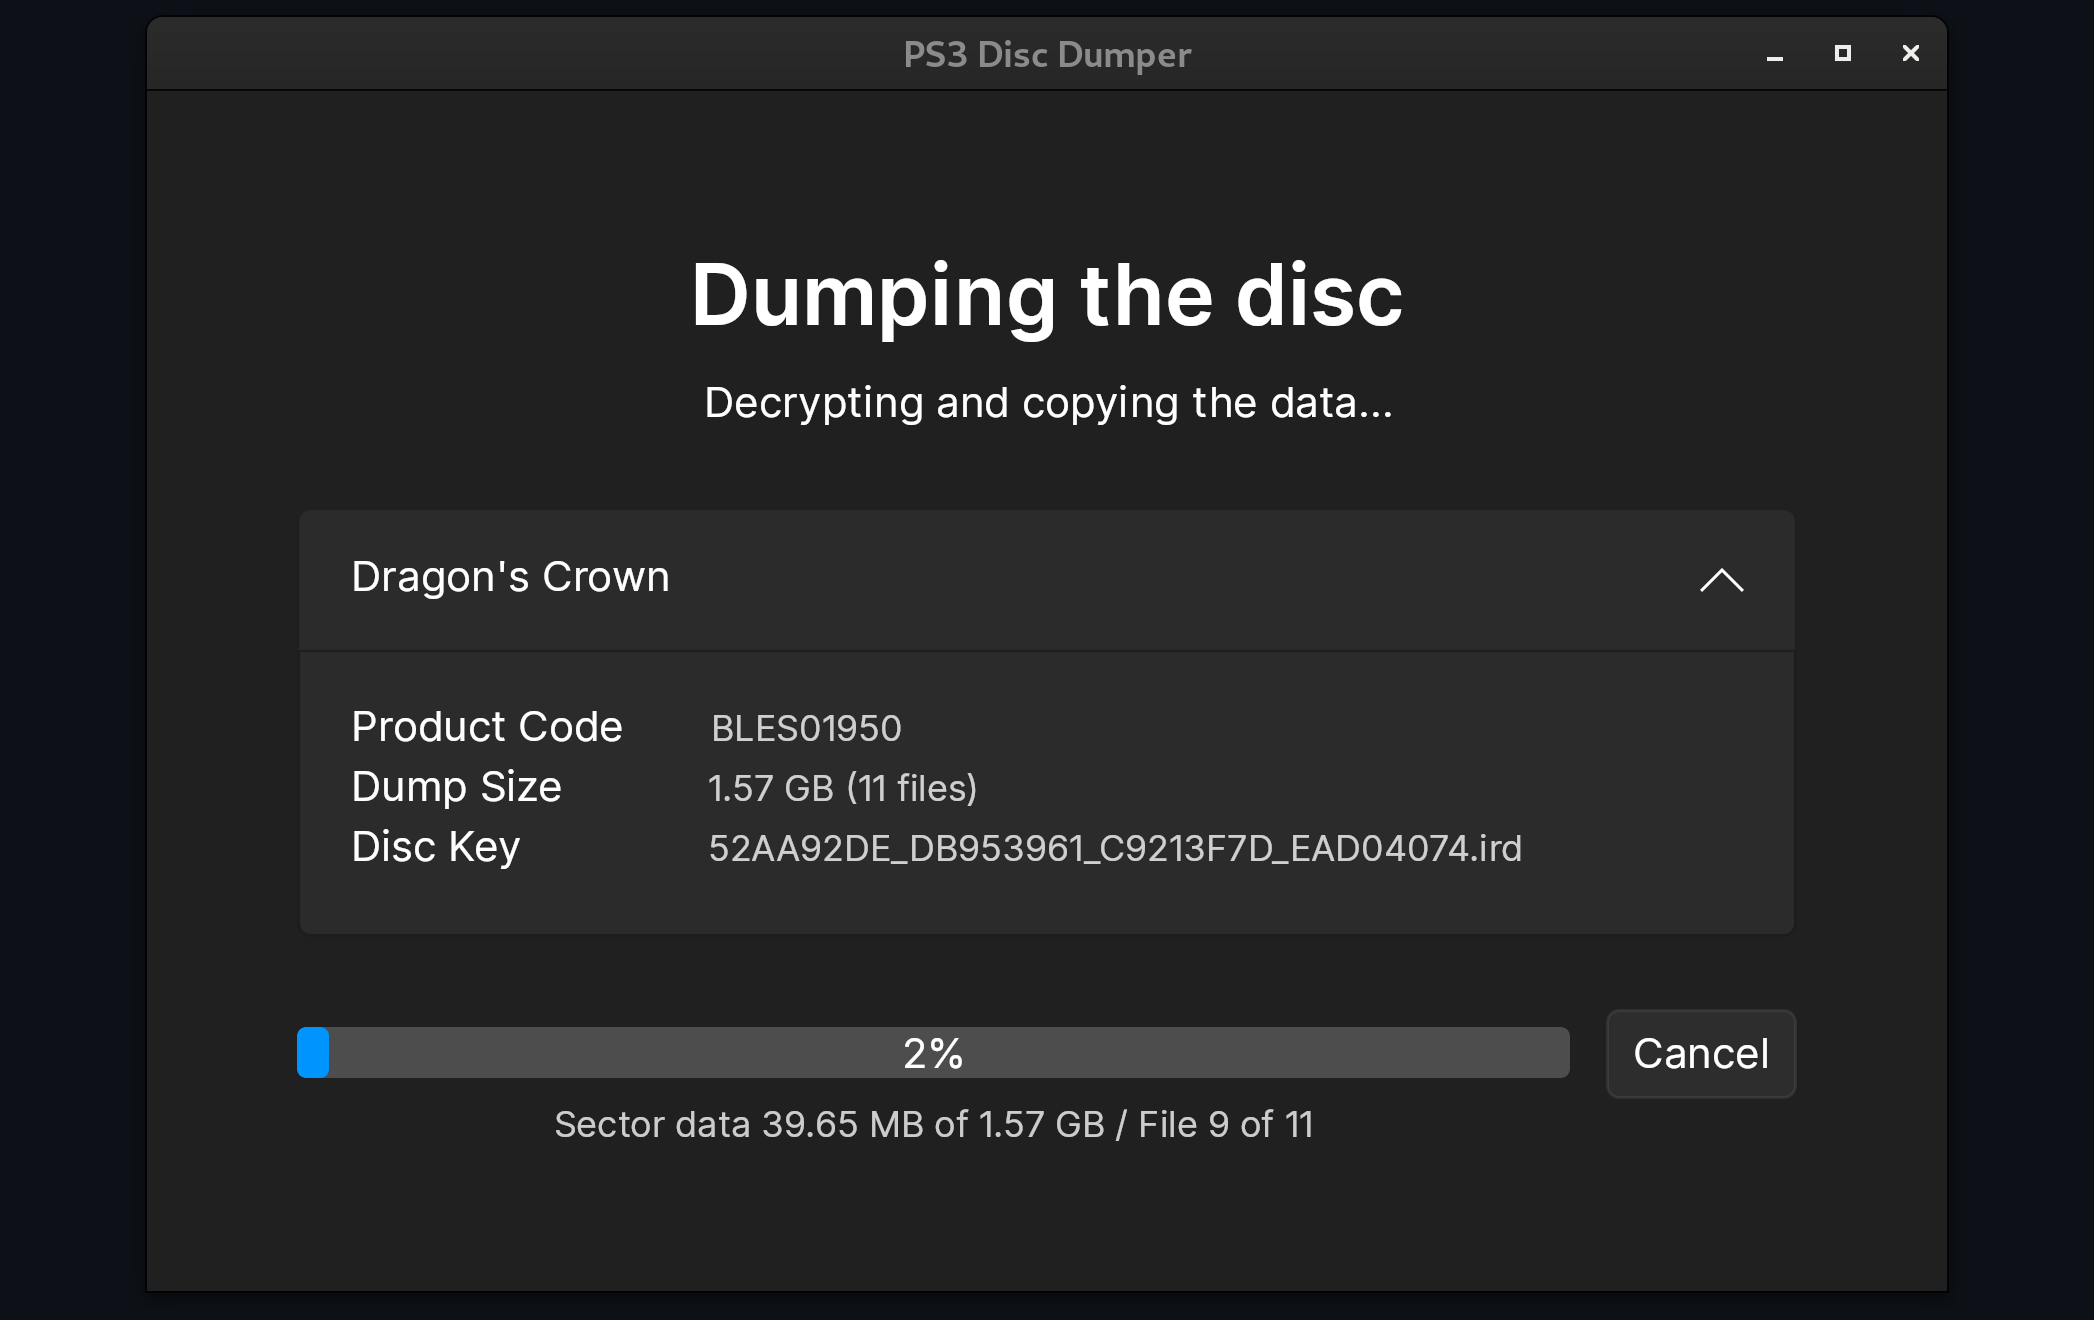 PS3 Disc Dumper
Dumping the disc
Decrypting and copying the data...
Dragon's Crown
Product Code BLES01950
Dump Size 1.57 GB (11 files)
Disc Key 52AA92DE_DB953961_C9213F7D_EAD04074.ird
2%
Cancel
Sector data 39.65 MB of 1.57 GB / File 9 of 11